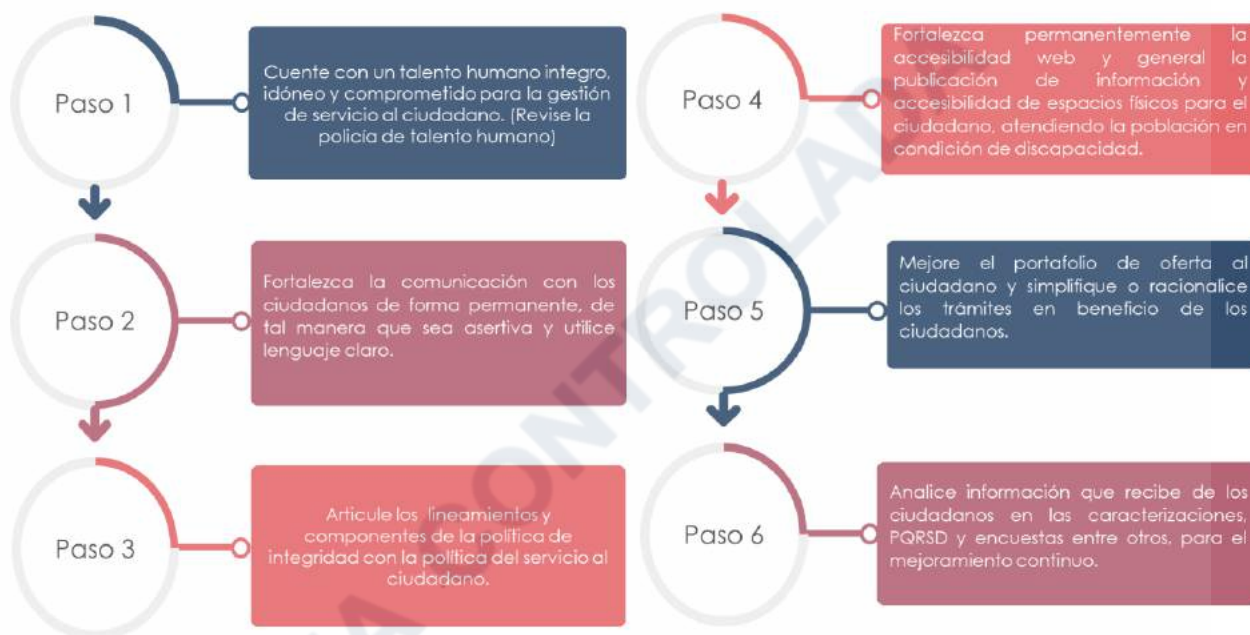 Paso 1
Cuente con un talento humano integro,
idóneo y comprometido para la gestión
de servicio al ciudadano. (Revise la
policía de talento humano)
Paso 2
Fortalezca la comunicación con los
ciudadanos de forma permanente, de
tal manera que sea asertiva y utilice
lenguaje claro.
Paso 3
Articule los lineamientos y
componentes de la política de
integridad con la política del servicio al
ciudadano.
Paso 4
Fortalezca permanentemente la
accesibilidad web y general la
publicación de información y
accesibilidad de espacios físicos para el
ciudadano, atendiendo la población en
condición de discapacidad.
Paso 5
Mejore el portafolio de oferta al
ciudadano y simplifique o racionalice
los trámites en beneficio de los
ciudadanos.
Paso 6
Analice información que recibe de los
ciudadanos en las caracterizaciones,
PQRSD y encuestas entre otros, para el
mejoramiento continuo.
A CONTROLADA